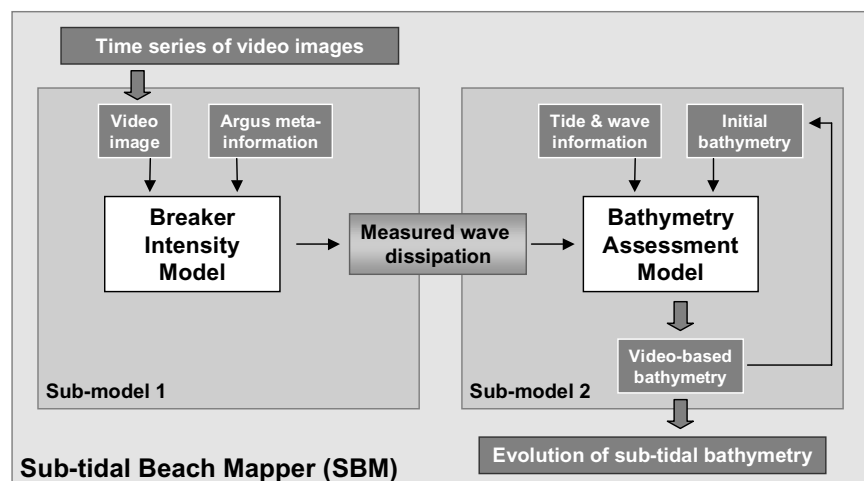 Time series of video images
Video
image
Argus meta-
information
Breaker
Intensity
Model
Sub-model 1
Measured wave
dissipation
Tide & wave
information
Initial
bathymetry
Bathymetry
Assessment
Model
Video-based
bathymetry
Sub-model 2
Evolution of sub-tidal bathymetry
Sub-tidal Beach Mapper (SBM)